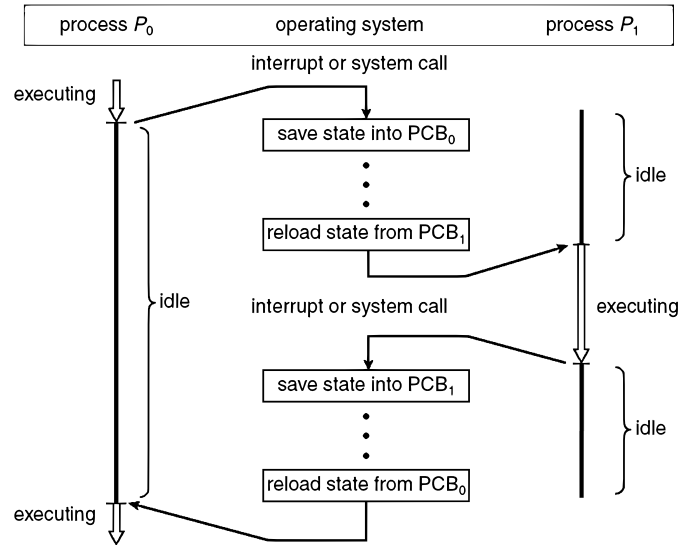 process P0 operating system process P1
interrupt or system call
executing
save state into PCB0
idle
reload state from PCB1
idle
interrupt or system call
executing
save state into PCB1
idle
reload state from PCB0
executing